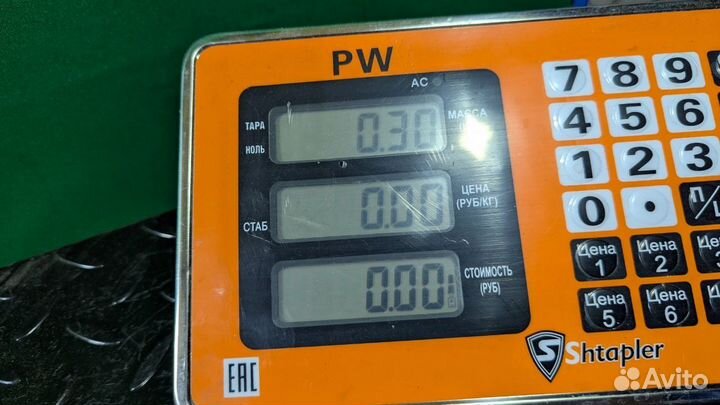 PW
AC
ТАРА
НОЛЬ
0.30
МАССА
7 8 9
4 5 6
СТАБ
0.00
ЦЕНА
(РУБ/КГ)
1 2 3
0 .
0.00
СТОИМОСТЬ
(РУБ)
Цена 1
Цена 2
Цена 5
Цена 6
EAC
S Shtapler
Avito